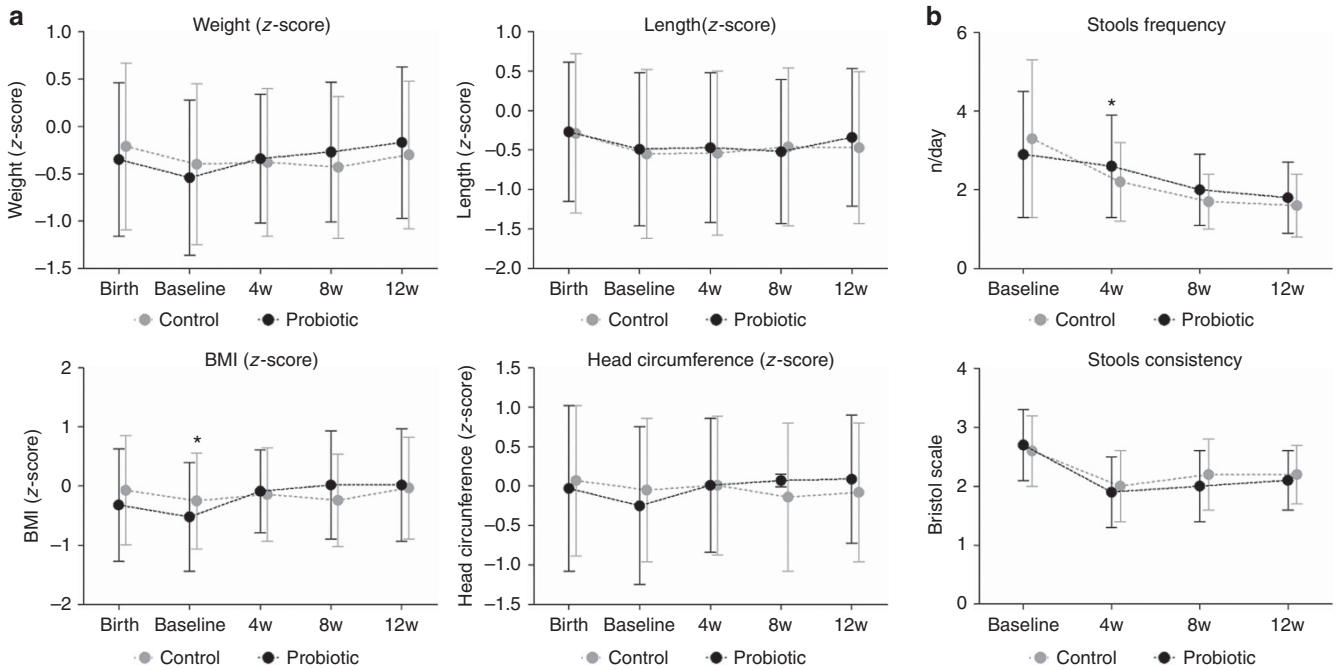 a
Weight (z-score)
Weight (z-score)
1.0
0.5
0.0
–0.5
–1.0
–1.5
Birth Baseline 4w 8w 12w
Control Probiotic
Length(z-score)
Length (z-score)
1.0
0.5
0.0
–0.5
–1.0
–1.5
–2.0
Birth Baseline 4w 8w 12w
Control Probiotic
BMI (z-score)
BMI (z-score)
2
1
0
–1
–2
*
Birth Baseline 4w 8w 12w
Control Probiotic
Head circumference (z-score)
Head circumference (z-score)
1.5
1.0
0.5
0.0
–0.5
–1.0
–1.5
Birth Baseline 4w 8w 12w
Control Probiotic
b
Stools frequency
n/day
6
4
2
0
*
Baseline 4w 8w 12w
Control Probiotic
Stools consistency
Bristol scale
4
3
2
1
0
Baseline 4w 8w 12w
Control Probiotic